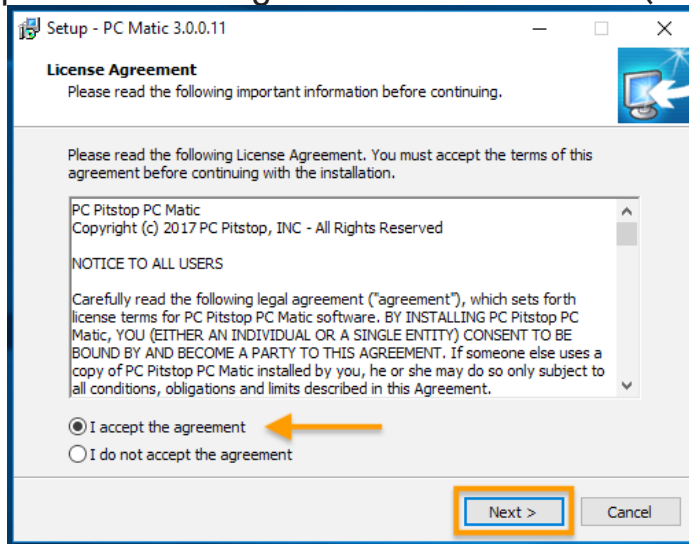 Setup - PC Matic 3.0.0.11
License Agreement
Please read the following important information before continuing.
Please read the following License Agreement. You must accept the terms of this
agreement before continuing with the installation.
PC Pitstop PC Matic
Copyright (c) 2017 PC Pitstop, INC - All Rights Reserved
NOTICE TO ALL USERS
Carefully read the following legal agreement ("agreement"), which sets forth
license terms for PC Pitstop PC Matic software. BY INSTALLING PC Pitstop PC
Matic, YOU (EITHER AN INDIVIDUAL OR A SINGLE ENTITY) CONSENT TO BE
BOUND BY AND BECOME A PARTY TO THIS AGREEMENT. If someone else uses a
copy of PC Pitstop PC Matic installed by you, he or she may do so only subject to
all conditions, obligations and limits described in this Agreement.
I accept the agreement
I do not accept the agreement
Next >
Cancel